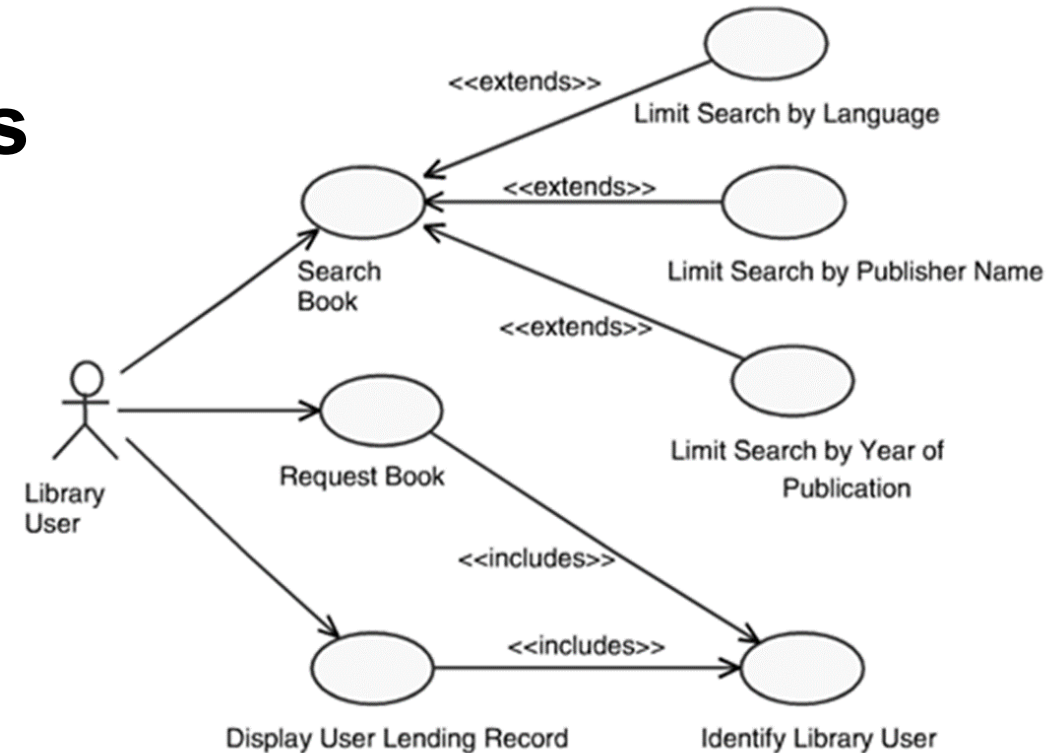 s
<<extends>>
Limit Search by Language
<<extends>>
Search
Book
Limit Search by Publisher Name
<<extends>>
Limit Search by Year of
Publication
Request Book
Library
User
<<includes>>
<<includes>>
Display User Lending Record
Identify Library User